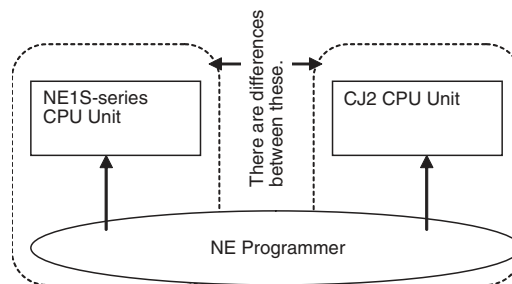 NE1S-series
CPU Unit
There are differences
between these.
CJ2 CPU Unit
NE Programmer